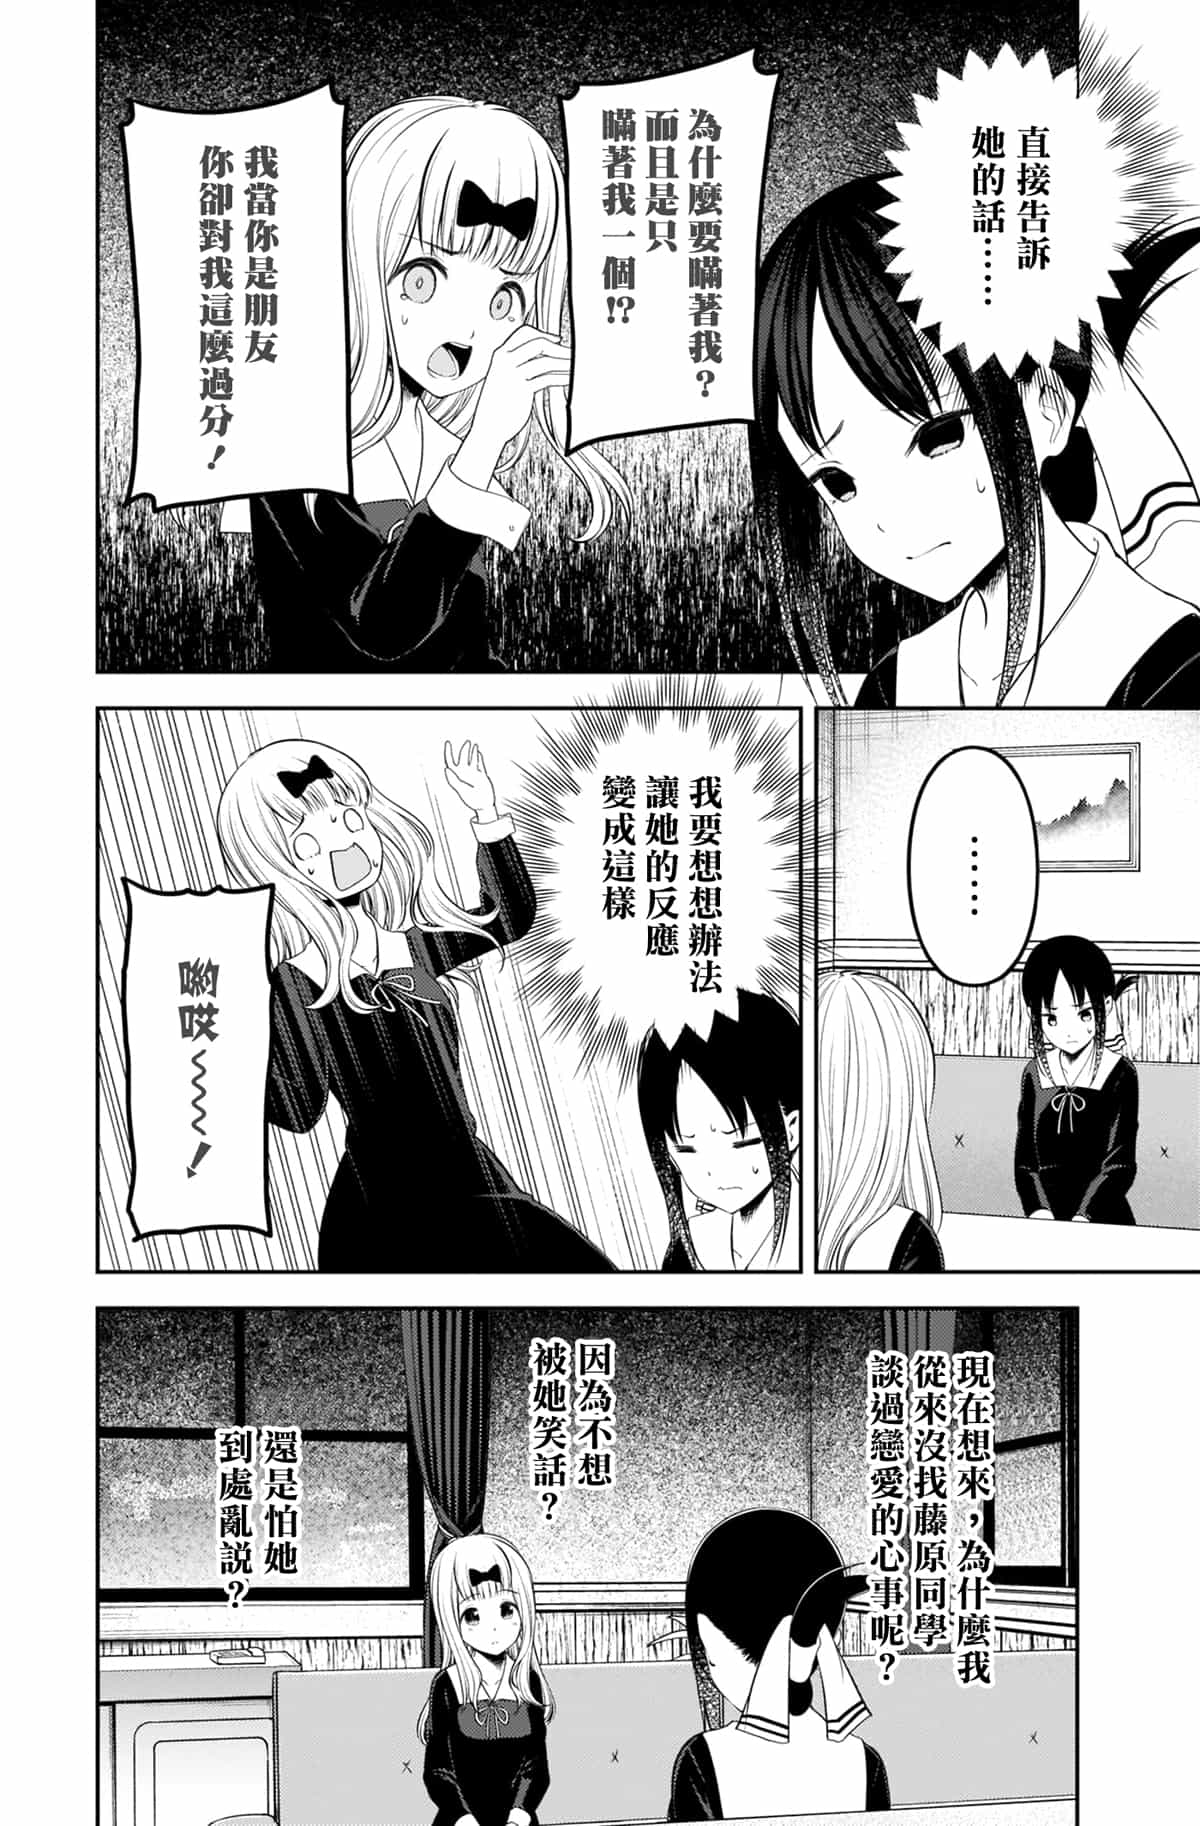 直接告訴
她的話……
為什麼要瞞著我？
而且是只
瞞著我一個!?
我當你是朋友
你卻對我這麼過分！
……
我要想想辦法
讓她的反應
變成這樣
哆
哎～～～！
現在想來，為什麼我
從來沒找藤原同學
談過戀愛的心事呢？
因為不想
被她笑話？
還是怕她
到處亂説？